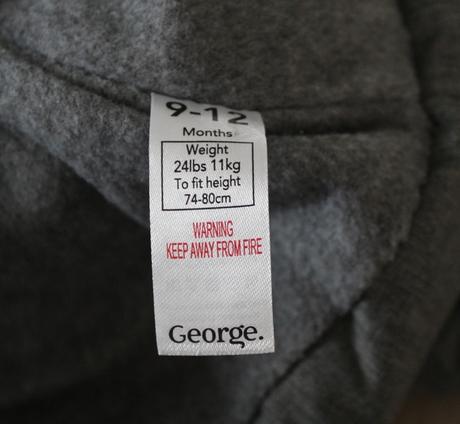 9-12
Months
Weight
24lbs 11kg
To fit height
74-80cm
WARNING
KEEP AWAY FROM FIRE
George.